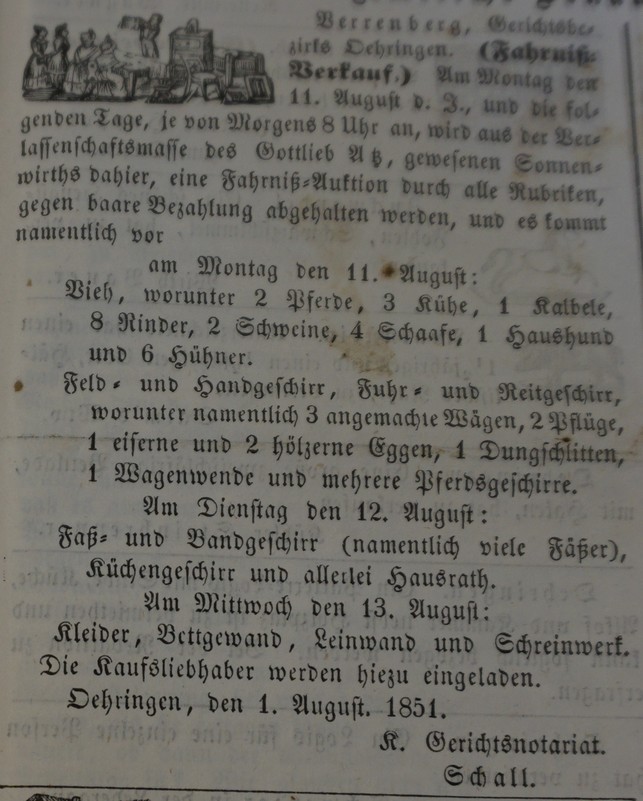 Verrenberg, Gerichtsbe-
zirks Oehringen. (Fahrniß-
Verkauf.) Am Montag den
11. August d. J., und die fol-
genden Tage, je von Morgens 8 Uhr an, wird aus der Ver-
lassenschaftsmasse des Gottlieb Atz, gewesenen Sonnen-
wirths dahier, eine Fahrniß-Auktion durch alle Rubriken,
gegen baare Bezahlung abgehalten werden, und es kommt
namentlich vor
am Montag den 11. August:
Vieh, worunter 2 Pferde, 3 Kühe, 1 Kalbele,
8 Rinder, 2 Schweine, 4 Schaafe, 1 Haushund
und 6 Hühner.
Feld- und Handgeschirr, Fuhr- und Reitgeschirr,
worunter namentlich 3 angemachte Wägen, 2 Pflüge,
1 eiserne und 2 hölzerne Eggen, 1 Dungschlitten,
1 Wagenwende und mehrere Pferdsgeschirre.
Am Dienstag den 12. August:
Faß- und Bandgeschirr (namentlich viele Fäßer),
Küchengeschirr und allerlei Hausrath.
Am Mittwoch den 13. August:
Kleider, Bettgewand, Leinwand und Schreinwerk.
Die Kaufsliebhaber werden hiezu eingeladen.
Oehringen, den 1. August. 1851.
K. Gerichtsnotariat.
Schall.